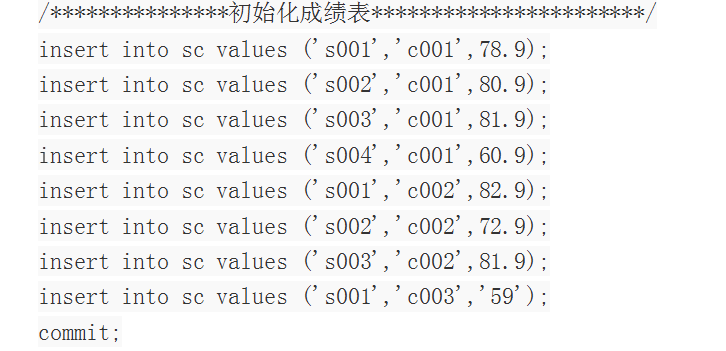 /***************初始化成绩表***********************/
insert into sc values ('s001','c001',78.9);
insert into sc values ('s002','c001',80.9);
insert into sc values ('s003','c001',81.9);
insert into sc values ('s004','c001',60.9);
insert into sc values ('s001','c002',82.9);
insert into sc values ('s002','c002',72.9);
insert into sc values ('s003','c002',81.9);
insert into sc values ('s001','c003','59');
commit;